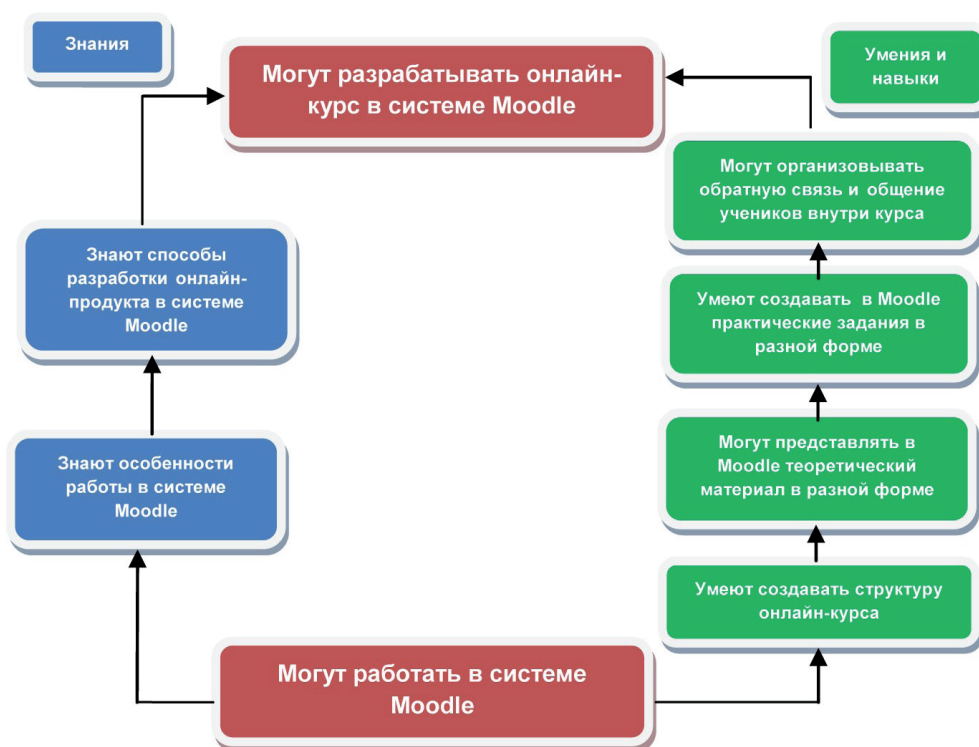 Знания
Могут разрабатывать онлайн-
курс в системе Moodle
Умения и
навыки
Могут организовывать
обратную связь и общение
учеников внутри курса
Знают способы
разработки онлайн-
продукта в системе
Moodle
Умеют создавать в Moodle
практические задания в
разной форме
Знают особенности
работы в системе
Moodle
Могут представлять в
Moodle теоретический
материал в разной форме
Умеют создавать структуру
онлайн-курса
Могут работать в системе
Moodle